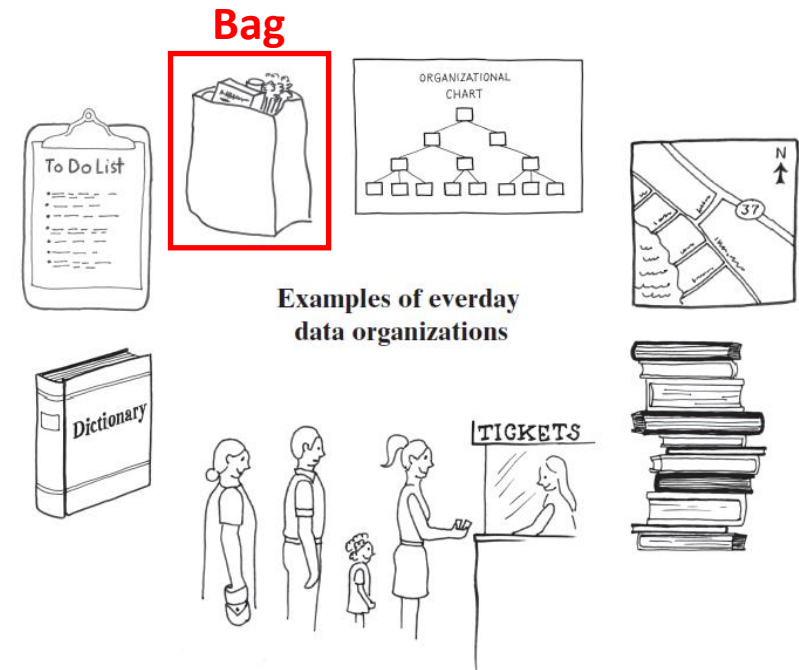 Bag
ORGANIZATIONAL
CHART
To Do List
N
37
Examples of everday
data organizations
Dictionary
TICKETS